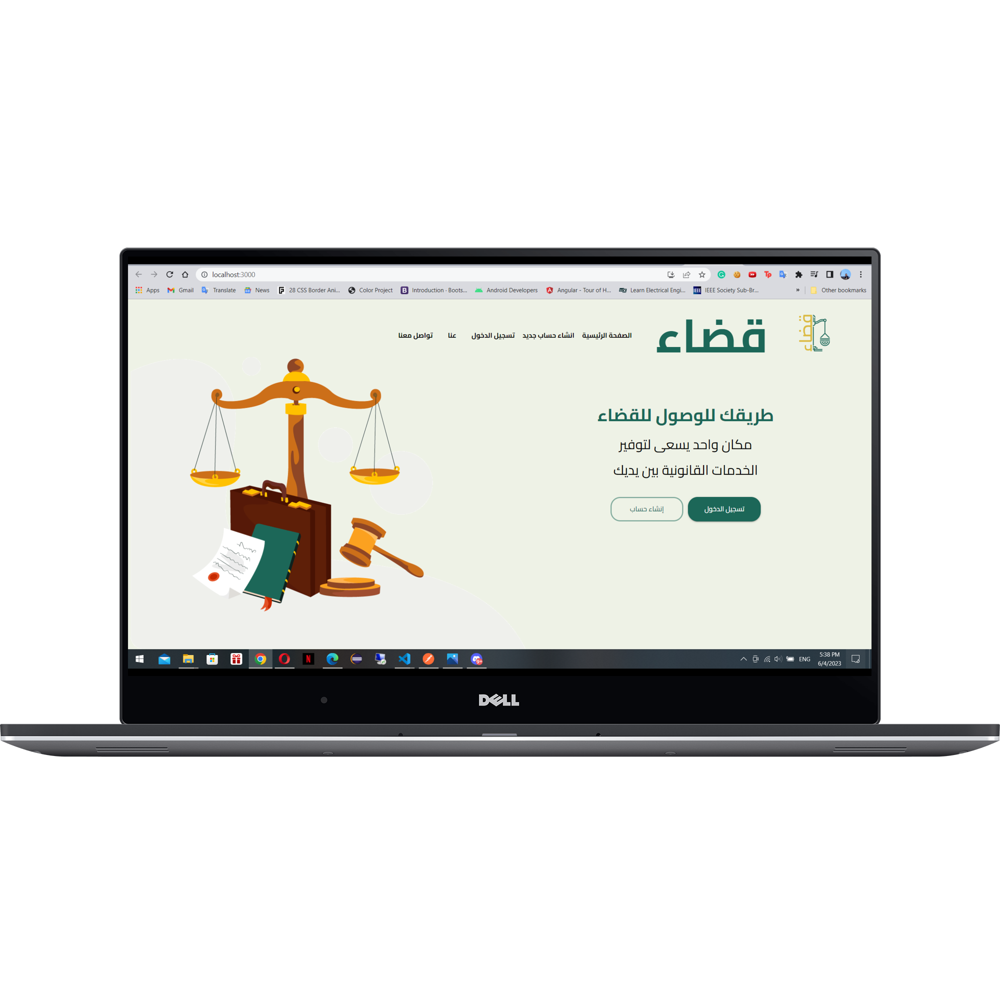 localhost:3000
Apps Gmail Translate News 28 CSS Border Ani... Color Project Introduction · Boots... Android Developers Angular - Tour of H... Learn Electrical Engi... IEEE Society Sub-Br... » Other bookmarks
قضاء
قضاء
الصفحة الرئيسية انشاء حساب جديد تسجيل الدخول عنا تواصل معنا
طريقك للوصول للقضاء
مكان واحد يسعى لتوفير
الخدمات القانونية بين يديك
تسجيل الدخول إنشاء حساب
ENG
5:38 PM
6/4/2023
DELL